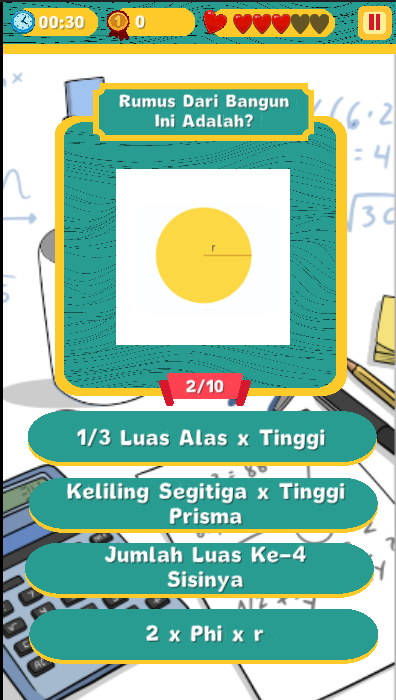 00:30
1
0
Rumus Dari Bangun
Ini Adalah?
r
2/10
1/3 Luas Alas x Tinggi
Keliling Segitiga x Tinggi
Prisma
Jumlah Luas Ke-4
Sisinya
2 x Phi x r